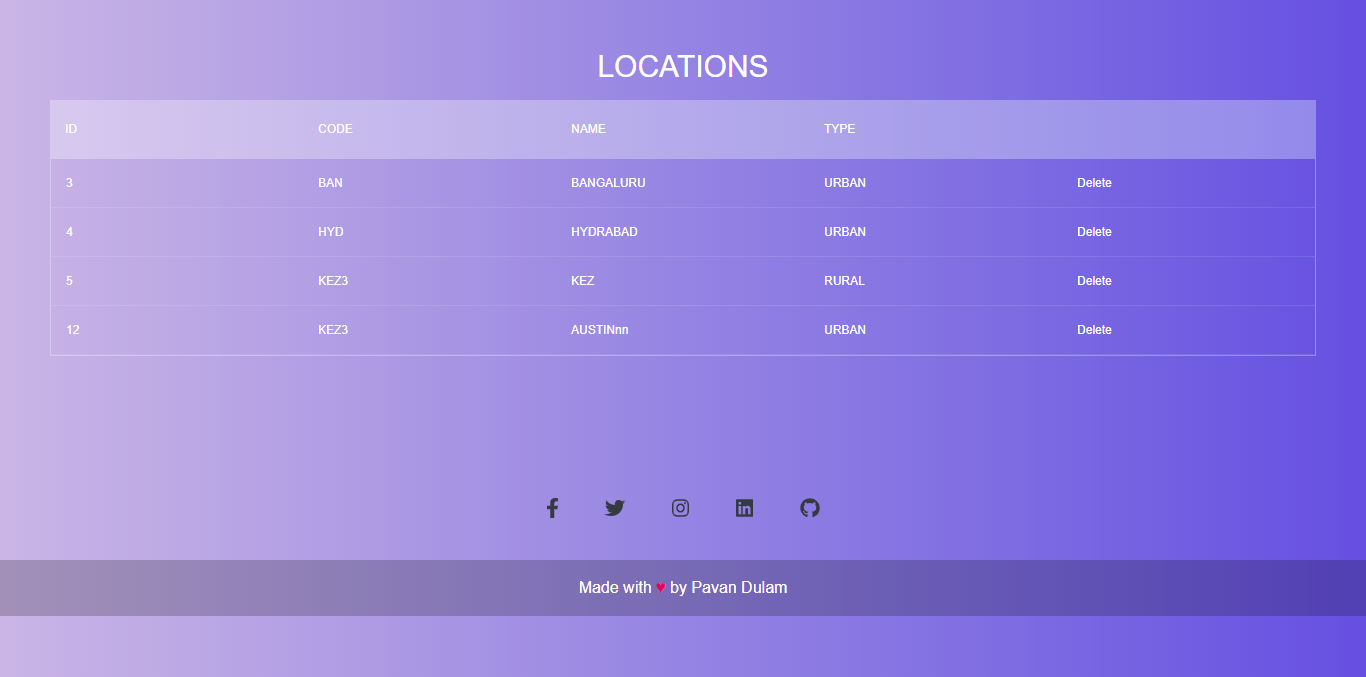 LOCATIONS
ID CODE NAME TYPE
3 BAN BANGALURU URBAN Delete
4 HYD HYDRABAD URBAN Delete
5 KEZ3 KEZ RURAL Delete
12 KEZ3 AUSTINnn URBAN Delete
Made with ♥ by Pavan Dulam